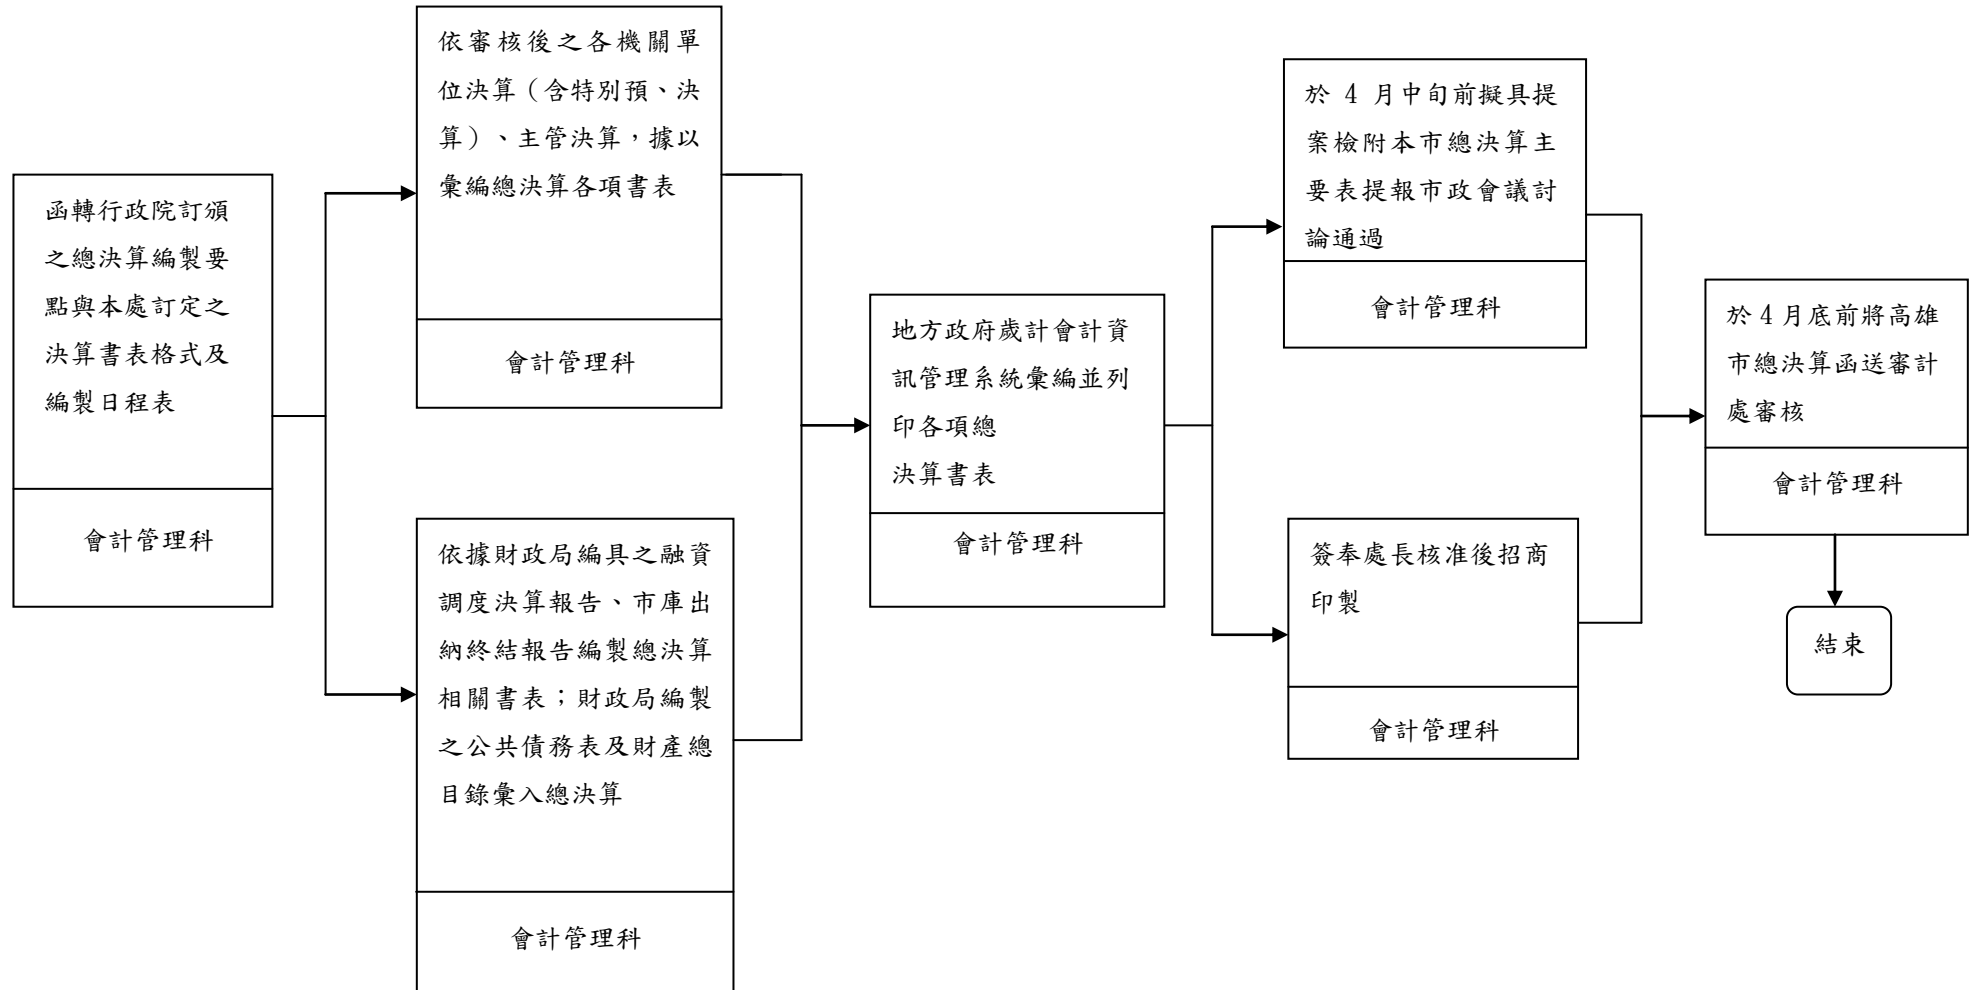 函轉行政院訂頒
之總決算編製要
點與本處訂定之
決算書表格式及
編製日程表
會計管理科
依審核後之各機關單
位決算（含特別預、決
算）、主管決算，據以
彙編總決算各項書表
會計管理科
依據財政局編具之融資
調度決算報告、市庫出
納終結報告編製總決算
相關書表；財政局編製
之公共債務表及財產總
目錄彙入總決算
會計管理科
地方政府歲計會計資
訊管理系統彙編並列
印各項總
決算書表
會計管理科
於 4 月中旬前擬具提
案檢附本市總決算主
要表提報市政會議討
論通過
會計管理科
簽奉處長核准後招商
印製
會計管理科
於 4 月底前將高雄
市總決算函送審計
處審核
會計管理科
結束